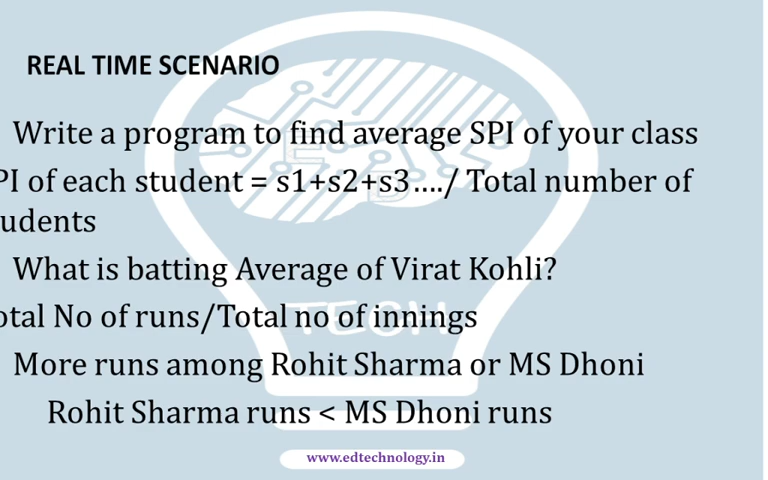 REAL TIME SCENARIO
Write a program to find average SPI of your class
PI of each student = s1+s2+s3..../ Total number of
udents
What is batting Average of Virat Kohli?
otal No of runs/Total no of innings
More runs among Rohit Sharma or MS Dhoni
Rohit Sharma runs < MS Dhoni runs
TECH
www.edtechnology.in